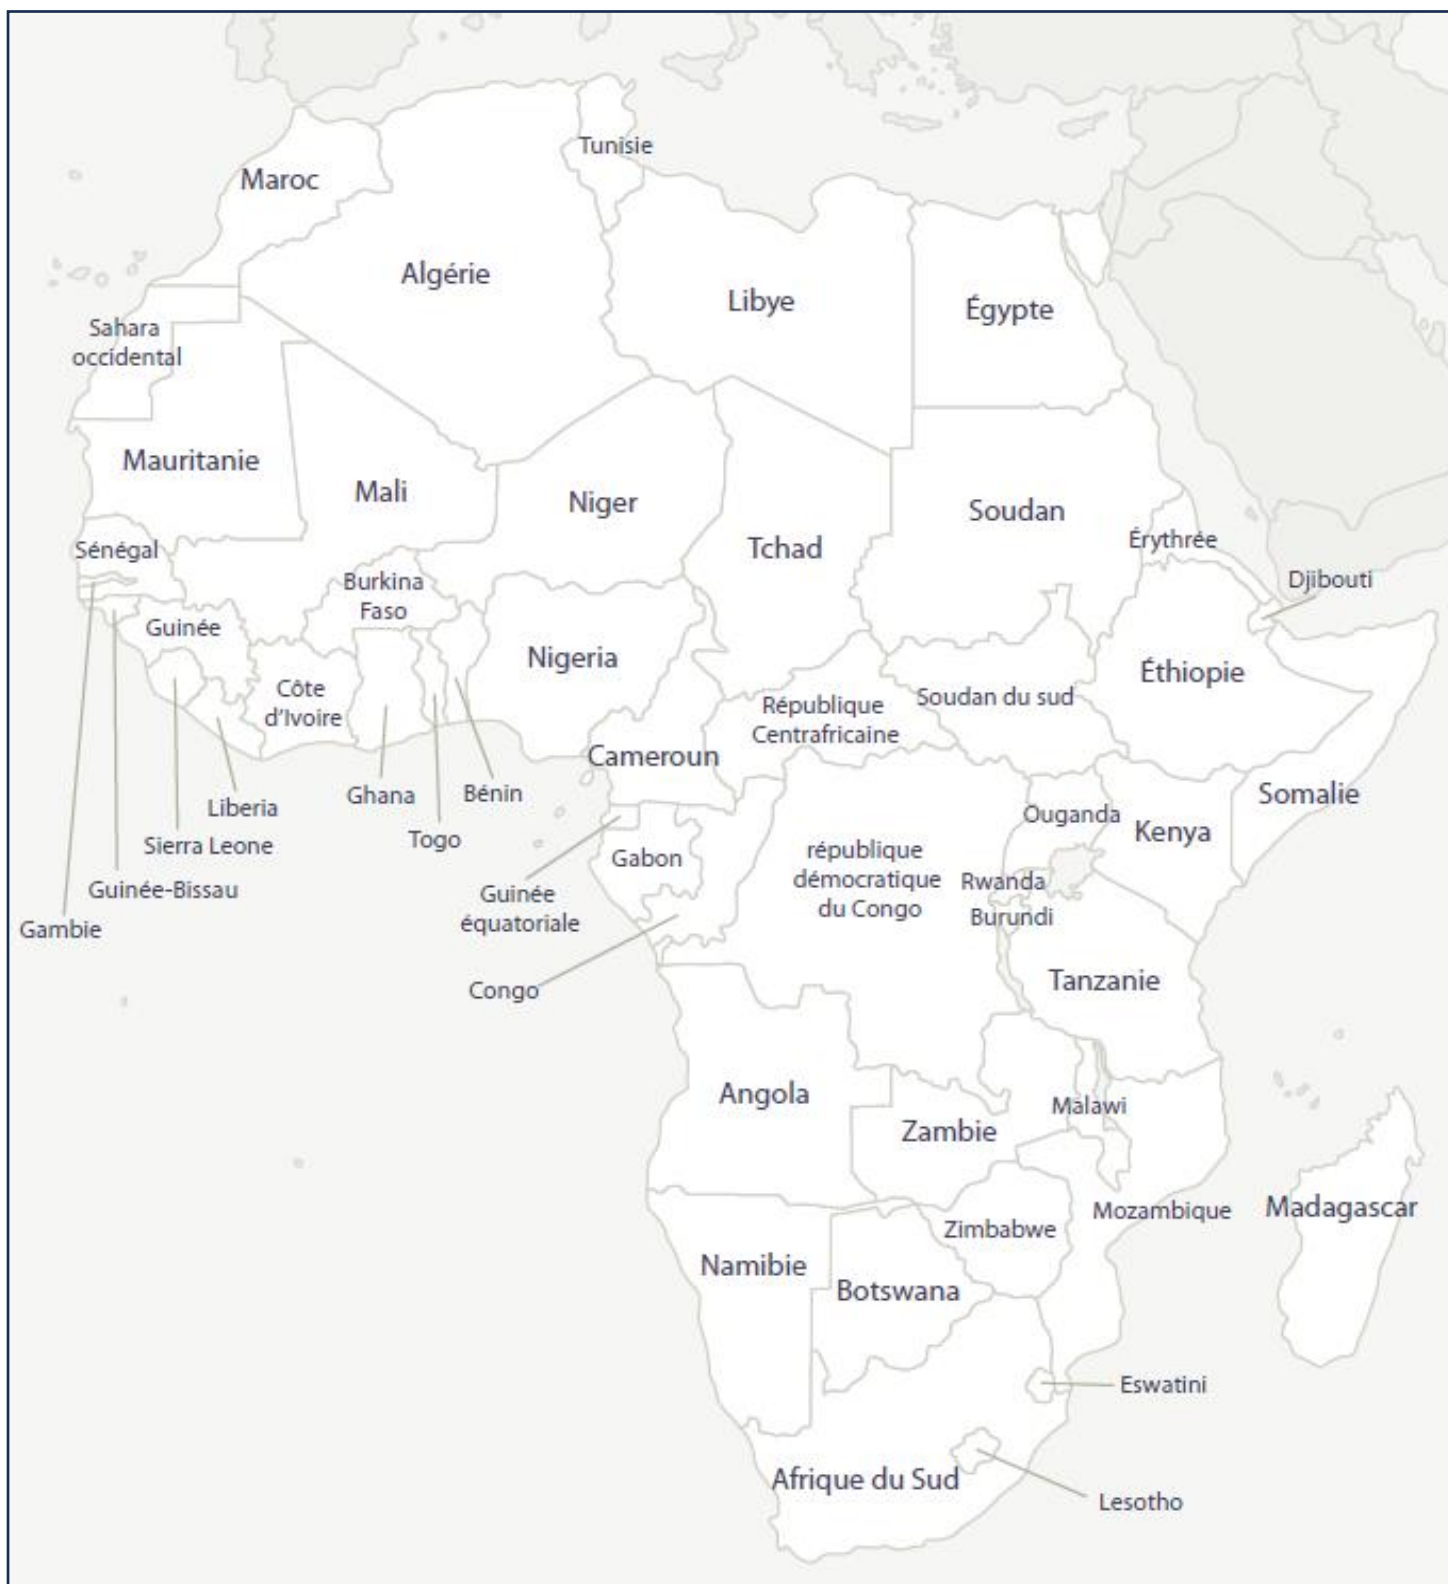 Tunisie
Maroc
Algérie
Libye
Égypte
Sahara
occidental
Mauritanie
Mali
Niger
Tchad
Soudan
Érythrée
Sénégal
Djibouti
Burkina
Faso
Guinée
Nigeria
Éthiopie
Côte
d'Ivoire
République
Centrafricaine
Soudan du sud
Cameroun
Ghana
Bénin
Liberia
Somalie
Togo
Ouganda
Kenya
Sierra Leone
Gabon
république
démocratique
du Congo
Guinée-Bissau
Guinée
équatoriale
Rwanda
Burundi
Gambie
Congo
Tanzanie
Angola
Malawi
Zambie
Mozambique
Madagascar
Zimbabwe
Namibie
Botswana
Eswatini
Afrique du Sud
Lesotho